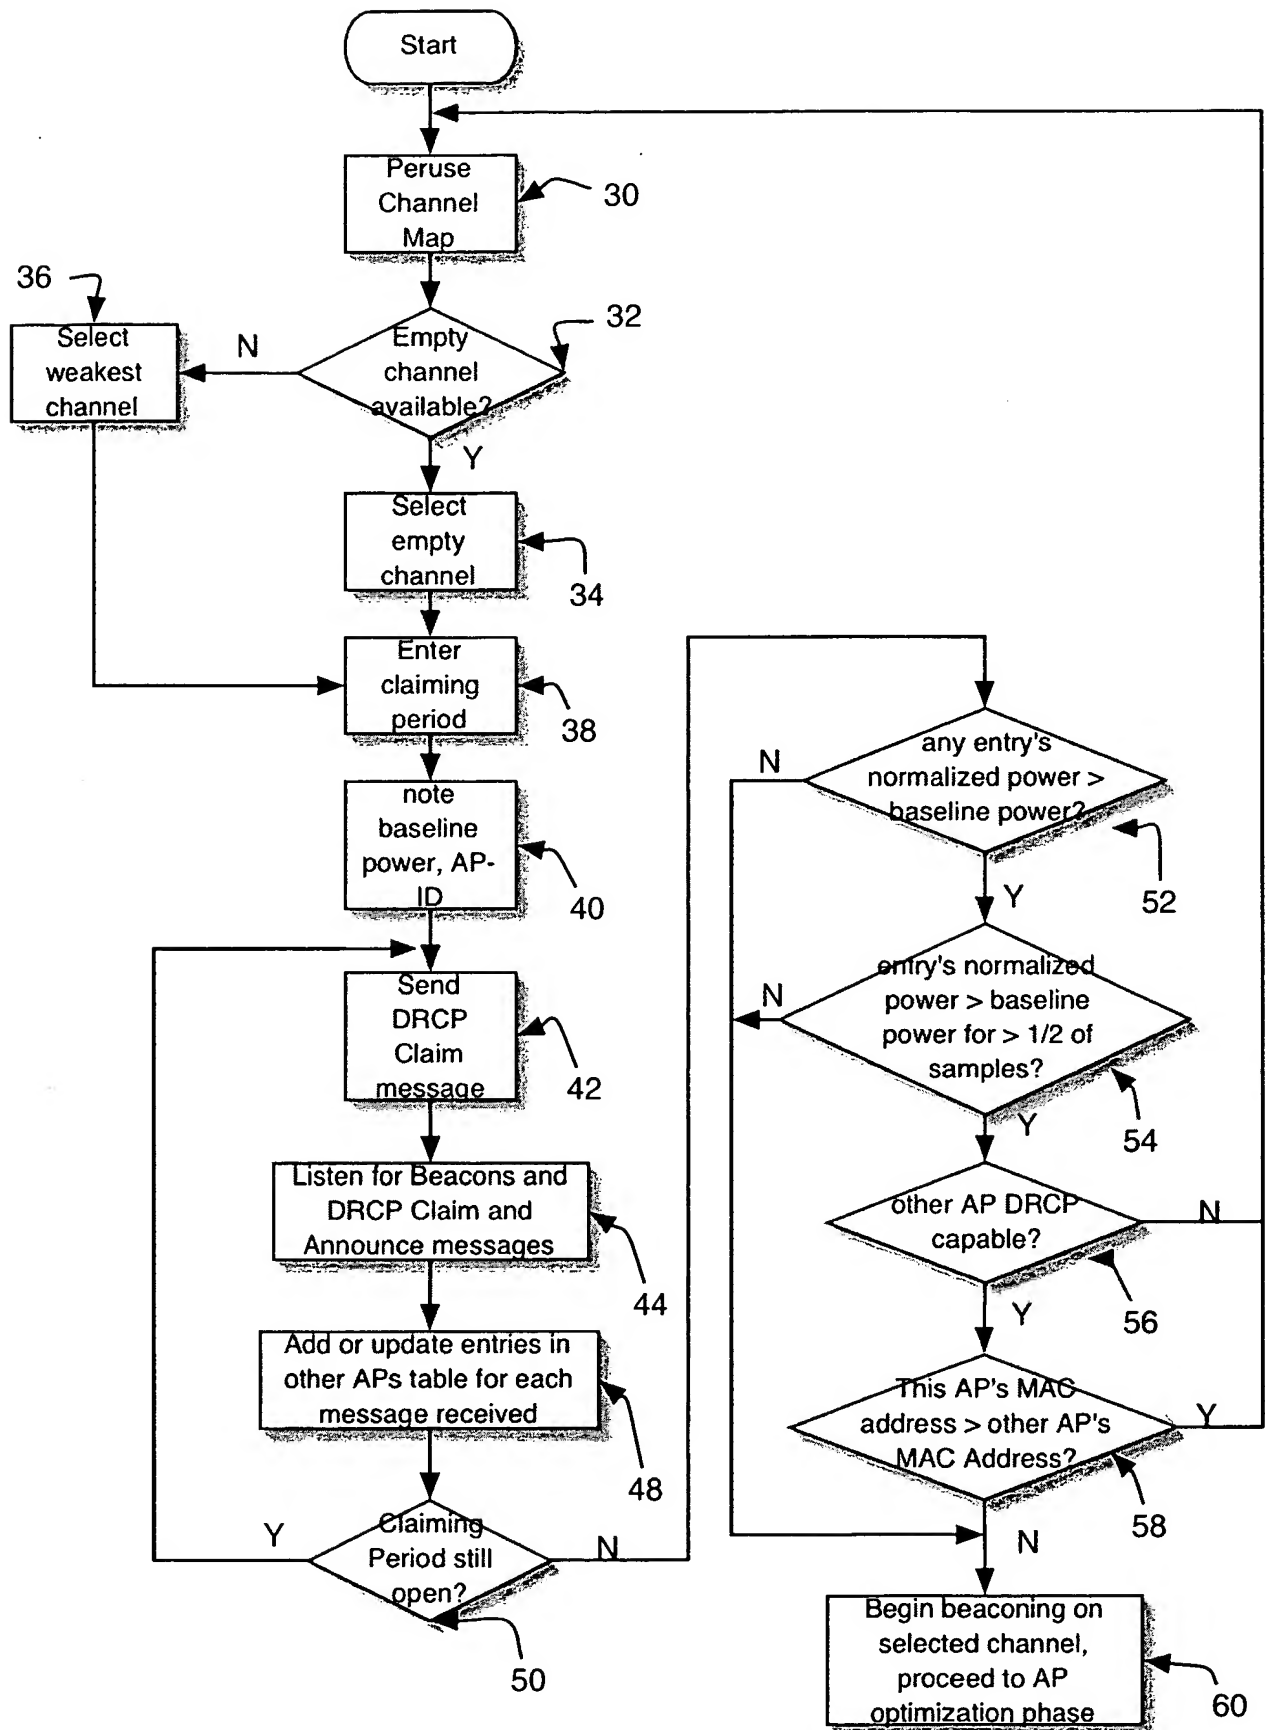 Start
Peruse
Channel
Map
30
36
Select
weakest
channel
N
Empty
channel
available?
32
Y
Select
empty
channel
34
Enter
claiming
period
38
note
baseline
power, AP-
ID
40
Send
DRCP
Claim
message
42
Listen for Beacons and
DRCP Claim and
Announce messages
44
Add or update entries in
other APs table for each
message received
48
Y
Claiming
Period still
open?
N
50
N
any entry's
normalized power >
baseline power?
52
Y
N
entry's normalized
power > baseline
power for > 1/2 of
samples?
54
Y
other AP DRCP
capable?
N
56
Y
This AP's MAC
address > other AP's
MAC Address?
Y
58
N
Begin beaconing on
selected channel,
proceed to AP
optimization phase
60